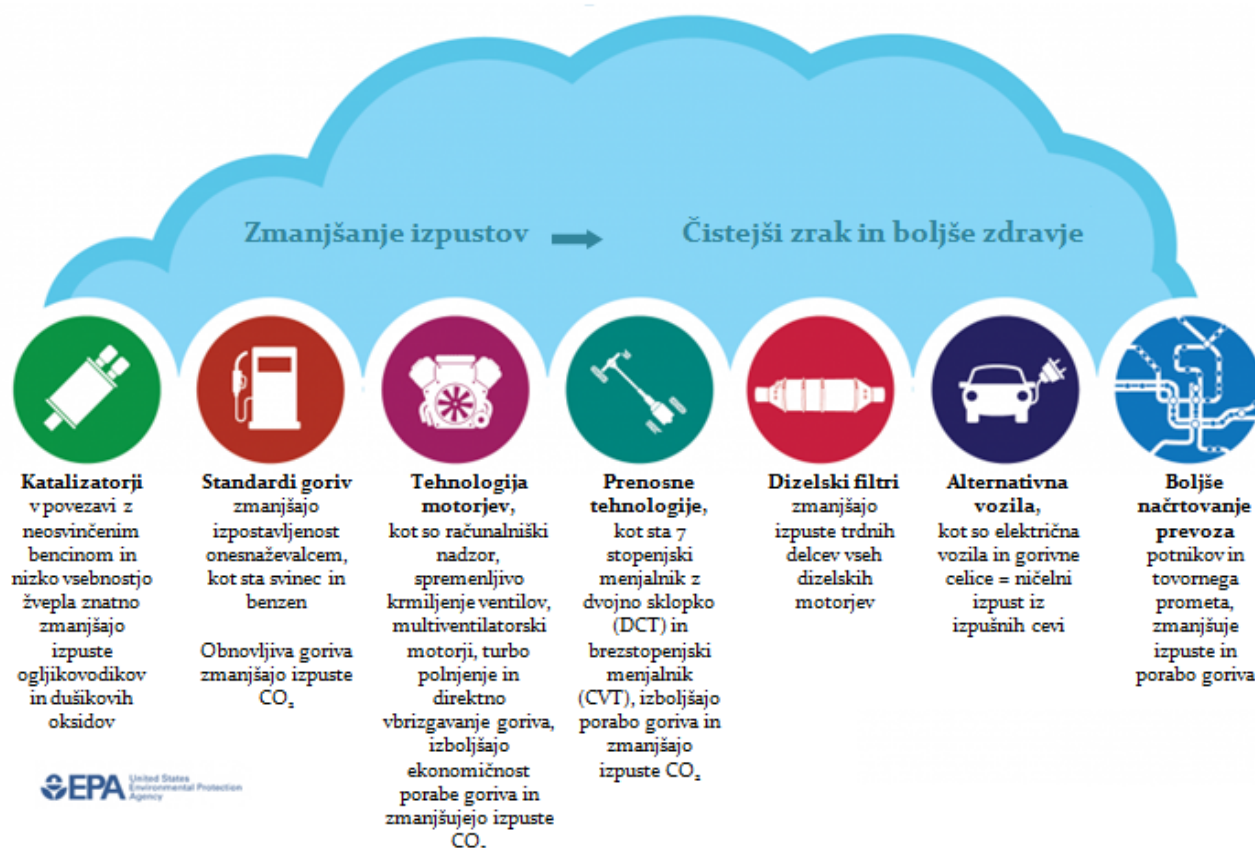 Zmanjšanje izpustov
Čistejši zrak in boljše zdravje
Katalizatorji
v povezavi z
neosvinčenim
bencinom in
nizko vsebnostjo
žvepla znatno
zmanjšajo
izpuste
ogljikovodikov
in dušikovih
oksidov
Standardi goriv
zmanjšajo
izpostavljenost
onesnaževalcem,
kot sta svinec in
benzen
Obnovljiva goriva
zmanjšajo izpuste
CO₂
Tehnologija
motorjev,
kot so računalniški
nadzor,
spremenljivo
krmiljenje ventilov,
multiventilatorski
motorji, turbo
polnjenje in
direktno
vbrizgavanje goriva,
izboljšajo
ekonomičnost
porabe goriva in
zmanjšujejo izpuste
CO₂
Prenosne
tehnologije,
kot sta 7
stopenjski
menjalnik z
dvojno sklopko
(DCT) in
brezstopenjski
menjalnik
(CVT), izboljšajo
porabo goriva in
zmanjšajo
izpuste CO₂
Dizelski filtri
zmanjšajo
izpuste trdnih
delcev vseh
dizelskih
motorjev
Alternativna
vozila,
kot so električna
vozila in gorivne
celice = ničelni
izpust iz
izpušnih cevi
Boljše
načrtovanje
prevoza
potnikov in
tovornega
prometa,
zmanjšuje
izpuste in
porabo goriva
EPA
United States
Environmental Protection
Agency